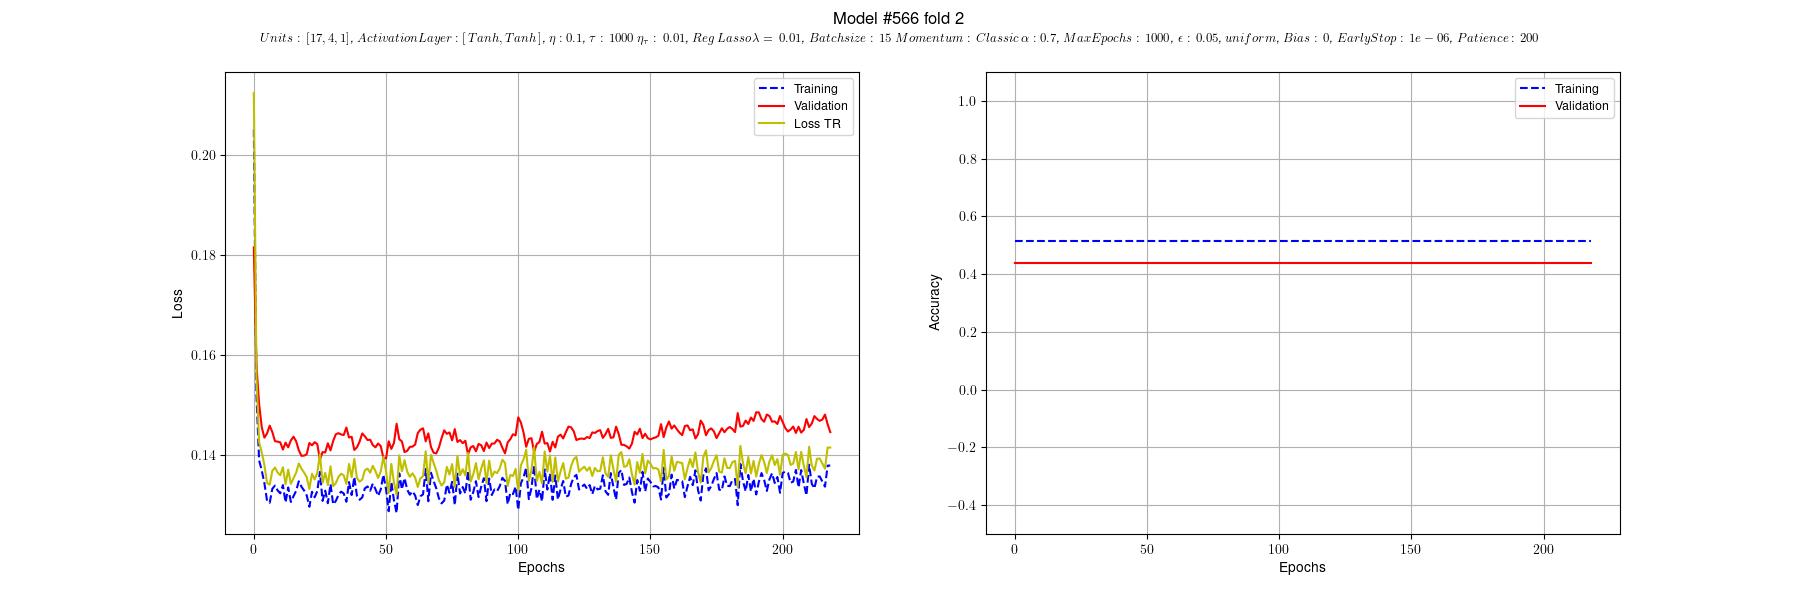 Model #566 fold 2
Units : [17, 4, 1], ActivationLayer : [Tanh, Tanh], η : 0.1, τ : 1000 η_τ : 0.01, Reg Lasso λ = 0.01, Batchsize : 15 Momentum : Classic α : 0.7, MaxEpochs : 1000, ϵ : 0.05, uniform, Bias : 0, EarlyStop : 1e − 06, Patience : 200
Training
Validation
Loss TR
0.20
0.18
0.16
0.14
Loss
0 50 100 150 200
Epochs
Training
Validation
1.0
0.8
0.6
0.4
0.2
0.0
−0.2
−0.4
Accuracy
0 50 100 150 200
Epochs